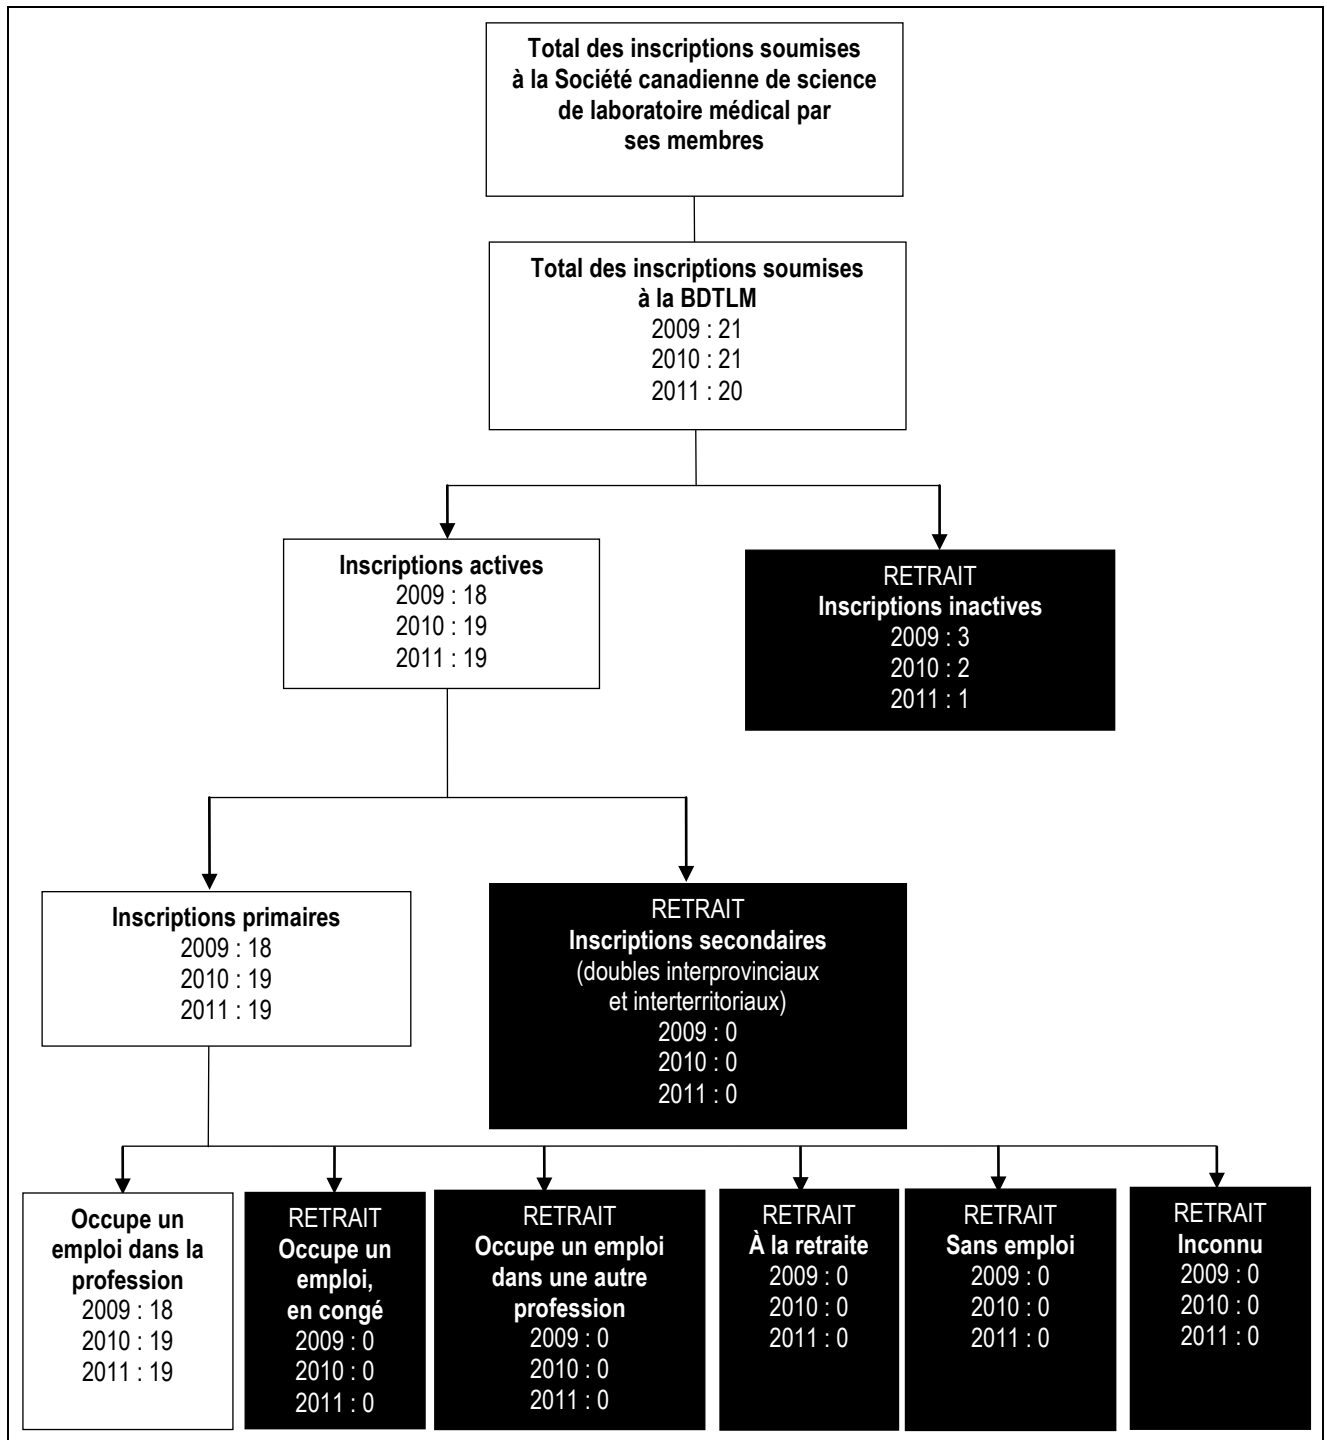 Total des inscriptions soumises
à la Société canadienne de science
de laboratoire médical par
ses membres
Total des inscriptions soumises
à la BDTLM
2009 : 21
2010 : 21
2011 : 20
Inscriptions actives
2009 : 18
2010 : 19
2011 : 19
RETRAIT
Inscriptions inactives
2009 : 3
2010 : 2
2011 : 1
Inscriptions primaires
2009 : 18
2010 : 19
2011 : 19
RETRAIT
Inscriptions secondaires
(doubles interprovinciaux
et interterritoriaux)
2009 : 0
2010 : 0
2011 : 0
Occupe un
emploi dans la
profession
2009 : 18
2010 : 19
2011 : 19
RETRAIT
Occupe un
emploi,
en congé
2009 : 0
2010 : 0
2011 : 0
RETRAIT
Occupe un emploi
dans une autre
profession
2009 : 0
2010 : 0
2011 : 0
RETRAIT
À la retraite
2009 : 0
2010 : 0
2011 : 0
RETRAIT
Sans emploi
2009 : 0
2010 : 0
2011 : 0
RETRAIT
Inconnu
2009 : 0
2010 : 0
2011 : 0